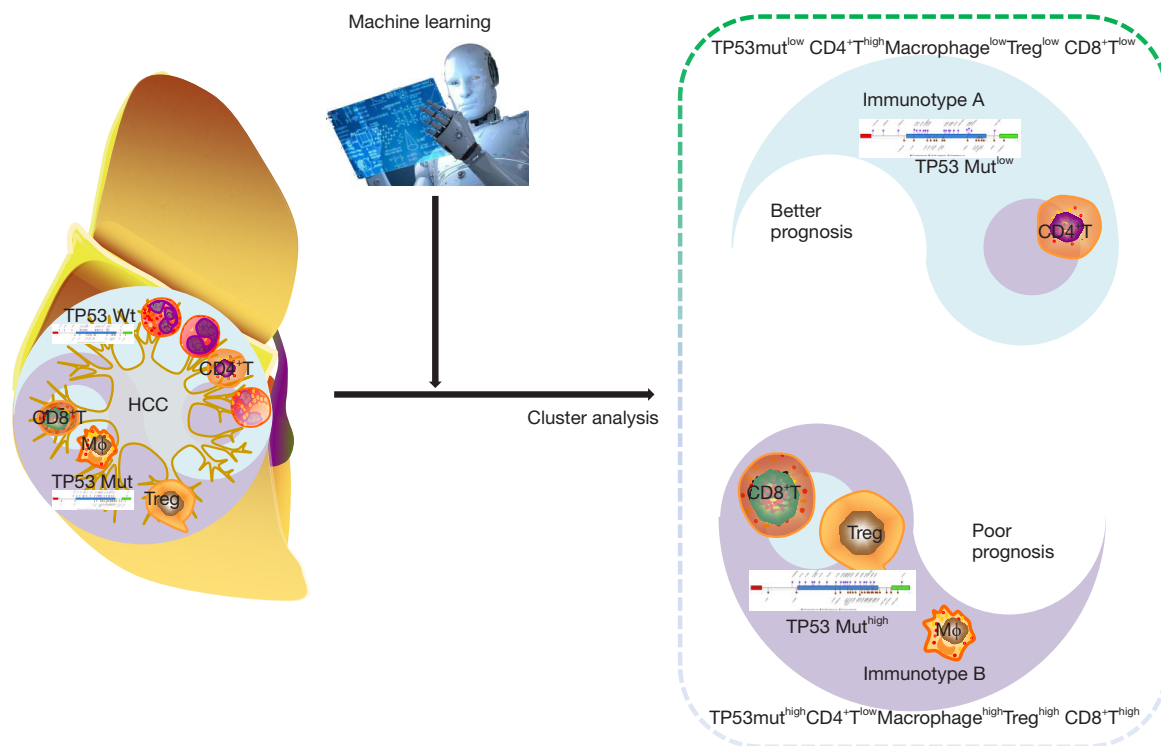 Machine learning
TP53mut^low CD4⁺T^high Macrophage^low Treg^low CD8⁺T^low
Immunotype A
TP53 Mut^low
Better
prognosis
CD4⁺T
TP53 Wt
CD4⁺T
HCC
CD8⁺T
Mϕ
TP53 Mut
Treg
Cluster analysis
CD8⁺T
Treg
Poor
prognosis
TP53 Mut^high
Mϕ
Immunotype B
TP53mut^high CD4⁺T^low Macrophage^high Treg^high CD8⁺T^high